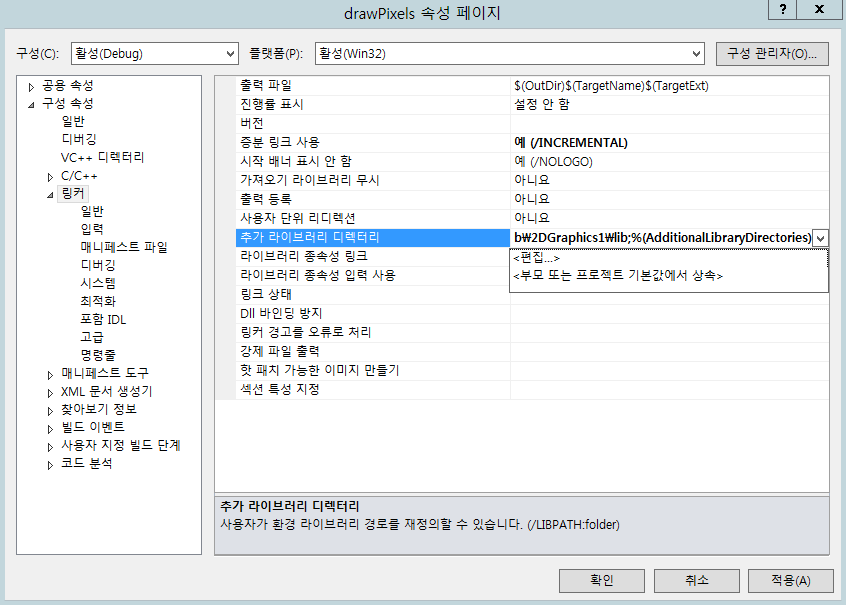 drawPixels 속성 페이지
? x
구성(C): 활성(Debug) 플랫폼(P): 활성(Win32) 구성 관리자(O)...
공용 속성
구성 속성
일반
디버깅
VC++ 디렉터리
C/C++
링커
일반
입력
매니페스트 파일
디버깅
시스템
최적화
포함 IDL
고급
명령줄
매니페스트 도구
XML 문서 생성기
찾아보기 정보
빌드 이벤트
사용자 지정 빌드 단계
코드 분석
출력 파일 $(OutDir)$(TargetName)$(TargetExt)
진행률 표시 설정 안 함
버전
증분 링크 사용 예 (/INCREMENTAL)
시작 배너 표시 안 함 예 (/NOLOGO)
가져오기 라이브러리 무시 아니요
출력 등록 아니요
사용자 단위 리디렉션 아니요
추가 라이브러리 디렉터리 b₩2DGraphics1₩lib;%(AdditionalLibraryDirectories)
라이브러리 종속성 링크 <편집...>
라이브러리 종속성 입력 사용 <부모 또는 프로젝트 기본값에서 상속>
링크 상태
Dll 바인딩 방지
링커 경고를 오류로 처리
강제 파일 출력
핫 패치 가능한 이미지 만들기
섹션 특성 지정
추가 라이브러리 디렉터리
사용자가 환경 라이브러리 경로를 재정의할 수 있습니다. (/LIBPATH:folder)
확인 취소 적용(A)